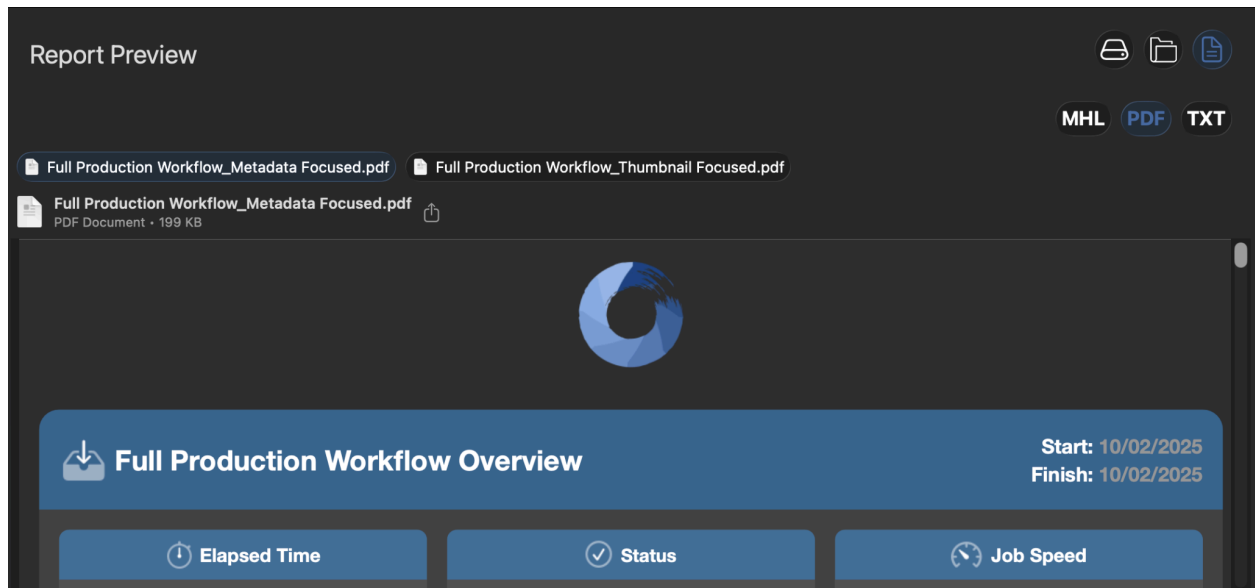 Report Preview
MHL PDF TXT
Full Production Workflow_Metadata Focused.pdf Full Production Workflow_Thumbnail Focused.pdf
Full Production Workflow_Metadata Focused.pdf
PDF Document • 199 KB
Full Production Workflow Overview
Start: 10/02/2025
Finish: 10/02/2025
Elapsed Time Status Job Speed